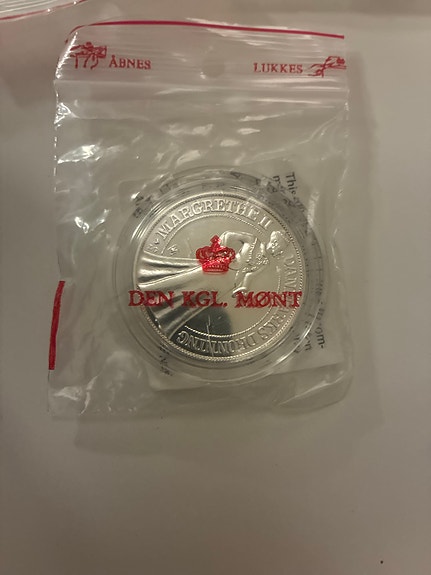 ÅBNES
LUKKES
MARGRETHE II
DANMARKS DRONNING
DEN KGL. MØNT